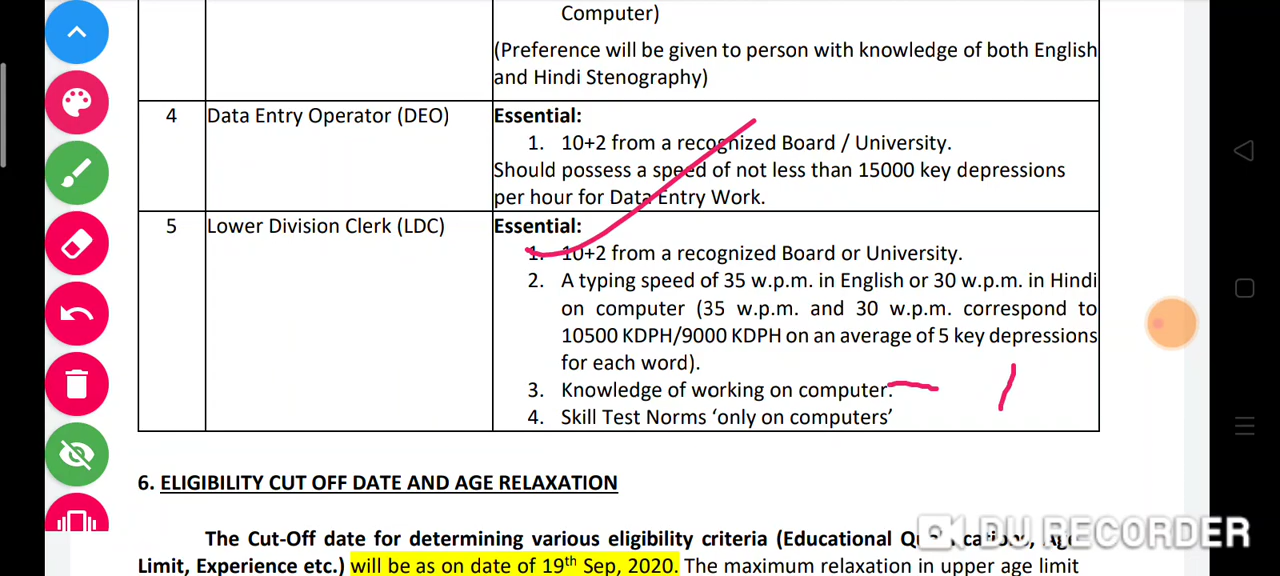 Computer)
(Preference will be given to person with knowledge of both English
and Hindi Stenography)
4 Data Entry Operator (DEO) Essential:
1. 10+2 from a recognized Board / University.
Should possess a speed of not less than 15000 key depressions
per hour for Data Entry Work.
5 Lower Division Clerk (LDC) Essential:
1. 10+2 from a recognized Board or University.
2. A typing speed of 35 w.p.m. in English or 30 w.p.m. in Hindi
on computer (35 w.p.m. and 30 w.p.m. correspond to
10500 KDPH/9000 KDPH on an average of 5 key depressions
for each word).
3. Knowledge of working on computer.
4. Skill Test Norms ‘only on computers’
6. ELIGIBILITY CUT OFF DATE AND AGE RELAXATION
The Cut-Off date for determining various eligibility criteria (Educational
Limit, Experience etc.) will be as on date of 19th Sep, 2020. The maximum relaxation in upper age limit
DU RECORDER